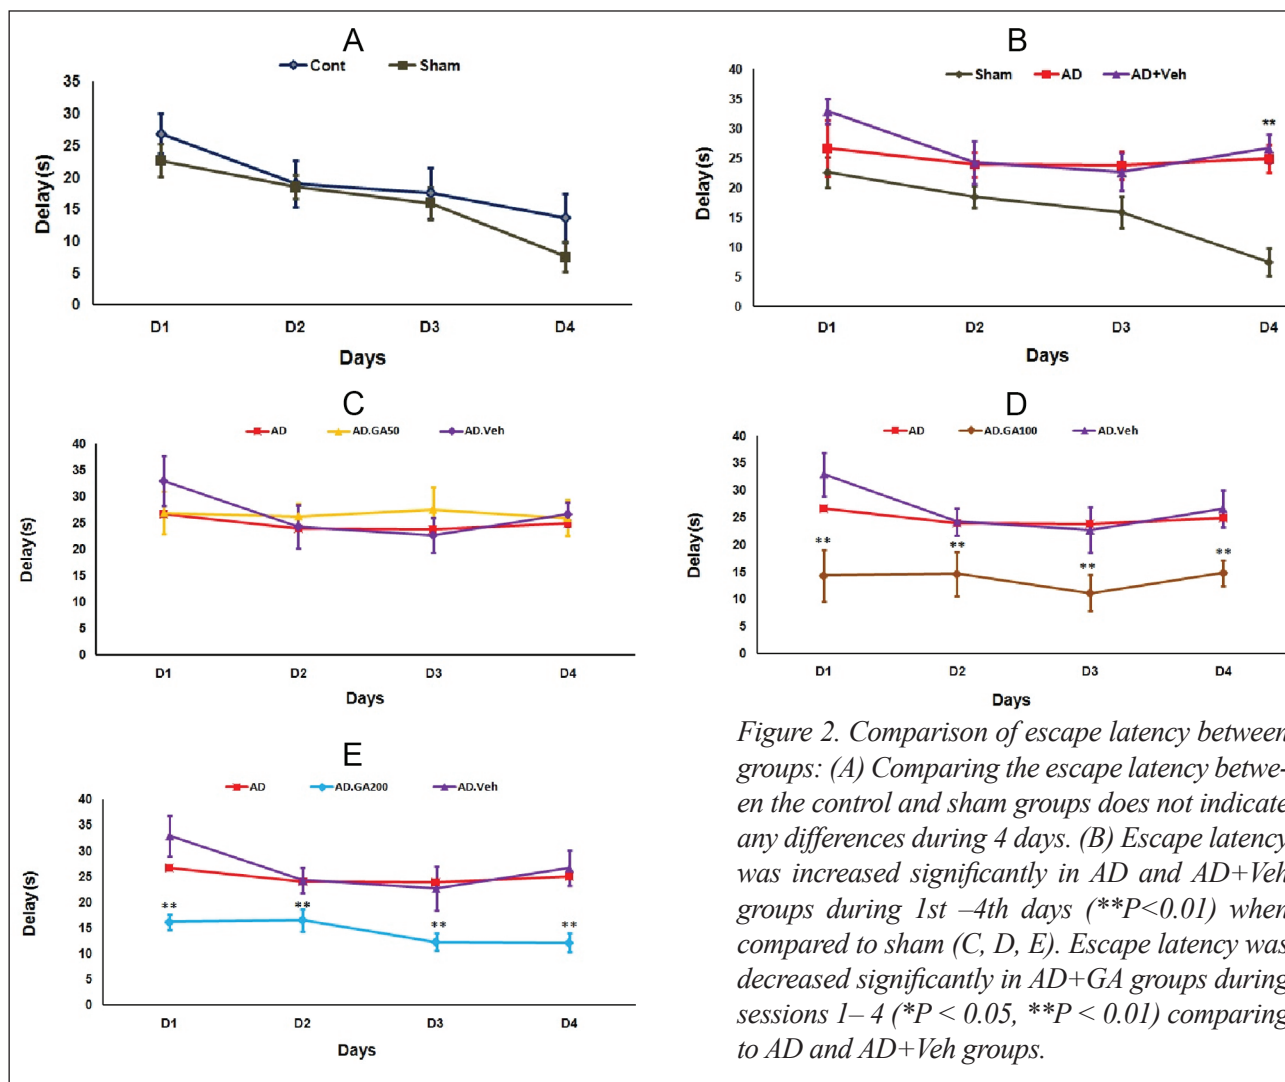 A
Cont Sham
35
30
25
20
15
10
5
0
Delay(s)
D1 D2 D3 D4
Days
B
Sham AD AD+Veh
40
35
30
25
20
15
10
5
0
Delay(s)
**
D1 D2 D3 D4
Days
C
AD AD.GA50 AD.Veh
40
35
30
25
20
15
10
5
0
Delay(s)
D1 D2 D3 D4
Days
D
AD AD.GA100 AD.Veh
40
35
30
25
20
15
10
5
0
Delay(s)
** ** ** **
D1 D2 D3 D4
Days
E
AD AD.GA200 AD.Veh
40
35
30
25
20
15
10
5
0
Delay(s)
** ** ** **
D1 D2 D3 D4
Days
Figure 2. Comparison of escape latency between
groups: (A) Comparing the escape latency betwe-
en the control and sham groups does not indicate
any differences during 4 days. (B) Escape latency
was increased significantly in AD and AD+Veh
groups during 1st –4th days (**P<0.01) when
compared to sham (C, D, E). Escape latency was
decreased significantly in AD+GA groups during
sessions 1– 4 (*P < 0.05, **P < 0.01) comparing
to AD and AD+Veh groups.